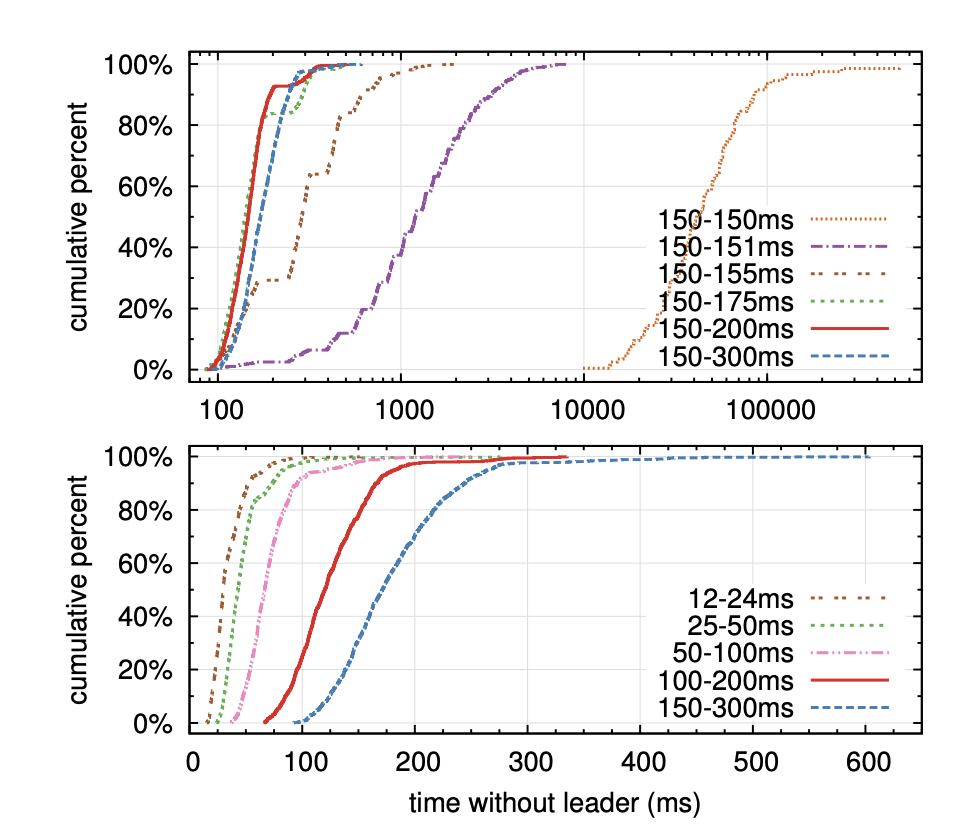 cumulative percent
100%
80%
60%
40%
20%
0%
150-150ms
150-151ms
150-155ms
150-175ms
150-200ms
150-300ms
100 1000 10000 100000
cumulative percent
100%
80%
60%
40%
20%
0%
12-24ms
25-50ms
50-100ms
100-200ms
150-300ms
0 100 200 300 400 500 600
time without leader (ms)